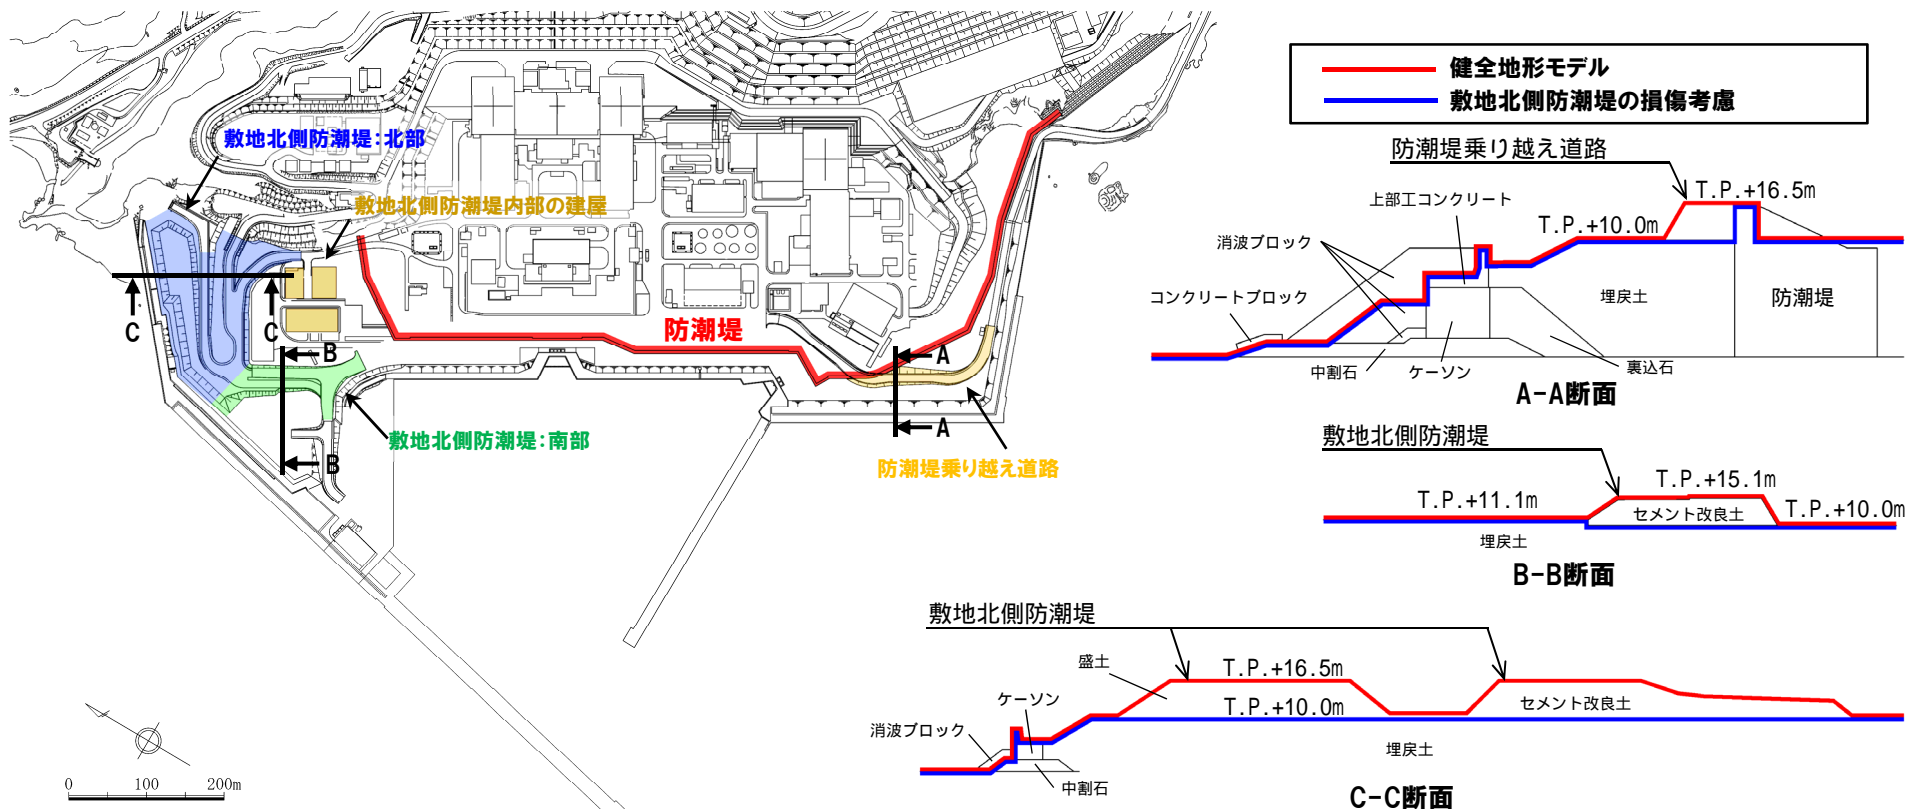 健全地形モデル
敷地北側防潮堤の損傷考慮
敷地北側防潮堤:北部
敷地北側防潮堤内部の建屋
防潮堤
敷地北側防潮堤:南部
防潮堤乗り越え道路
C
C
B
B
A
A
0 100 200m
防潮堤乗り越え道路
T.P.+16.5m
上部工コンクリート
T.P.+10.0m
消波ブロック
コンクリートブロック
埋戻土
防潮堤
中割石
ケーソン
裏込石
A-A断面
敷地北側防潮堤
T.P.+15.1m
T.P.+11.1m
セメント改良土
T.P.+10.0m
埋戻土
B-B断面
敷地北側防潮堤
盛土
T.P.+16.5m
ケーソン
T.P.+10.0m
セメント改良土
消波ブロック
埋戻土
中割石
C-C断面